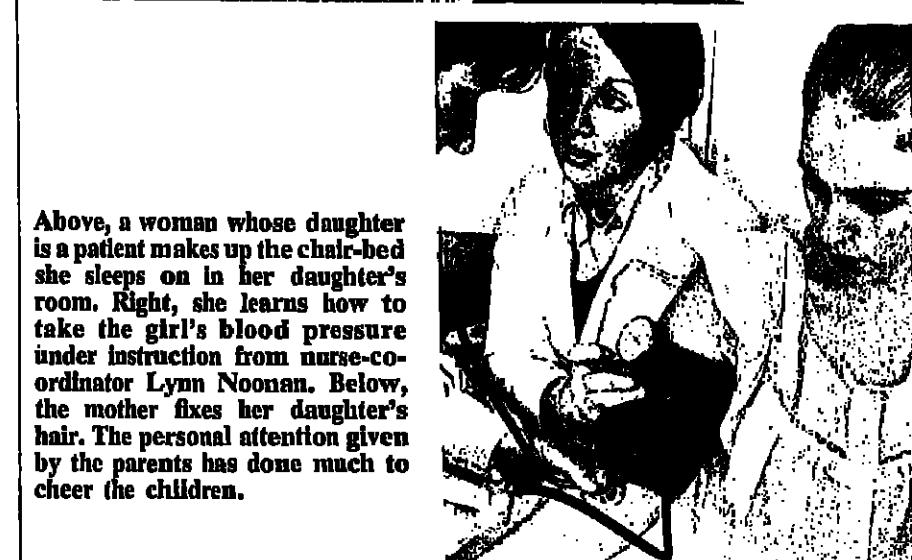 Above, a woman whose daughter
is a patient makes up the chair-bed
she sleeps on in her daughter's
room. Right, she learns how to
take the girl's blood pressure
under instruction from nurse-co-
ordinator Lynn Noonan. Below,
the mother fixes her daughter's
hair. The personal attention given
by the parents has done much to
cheer the children.